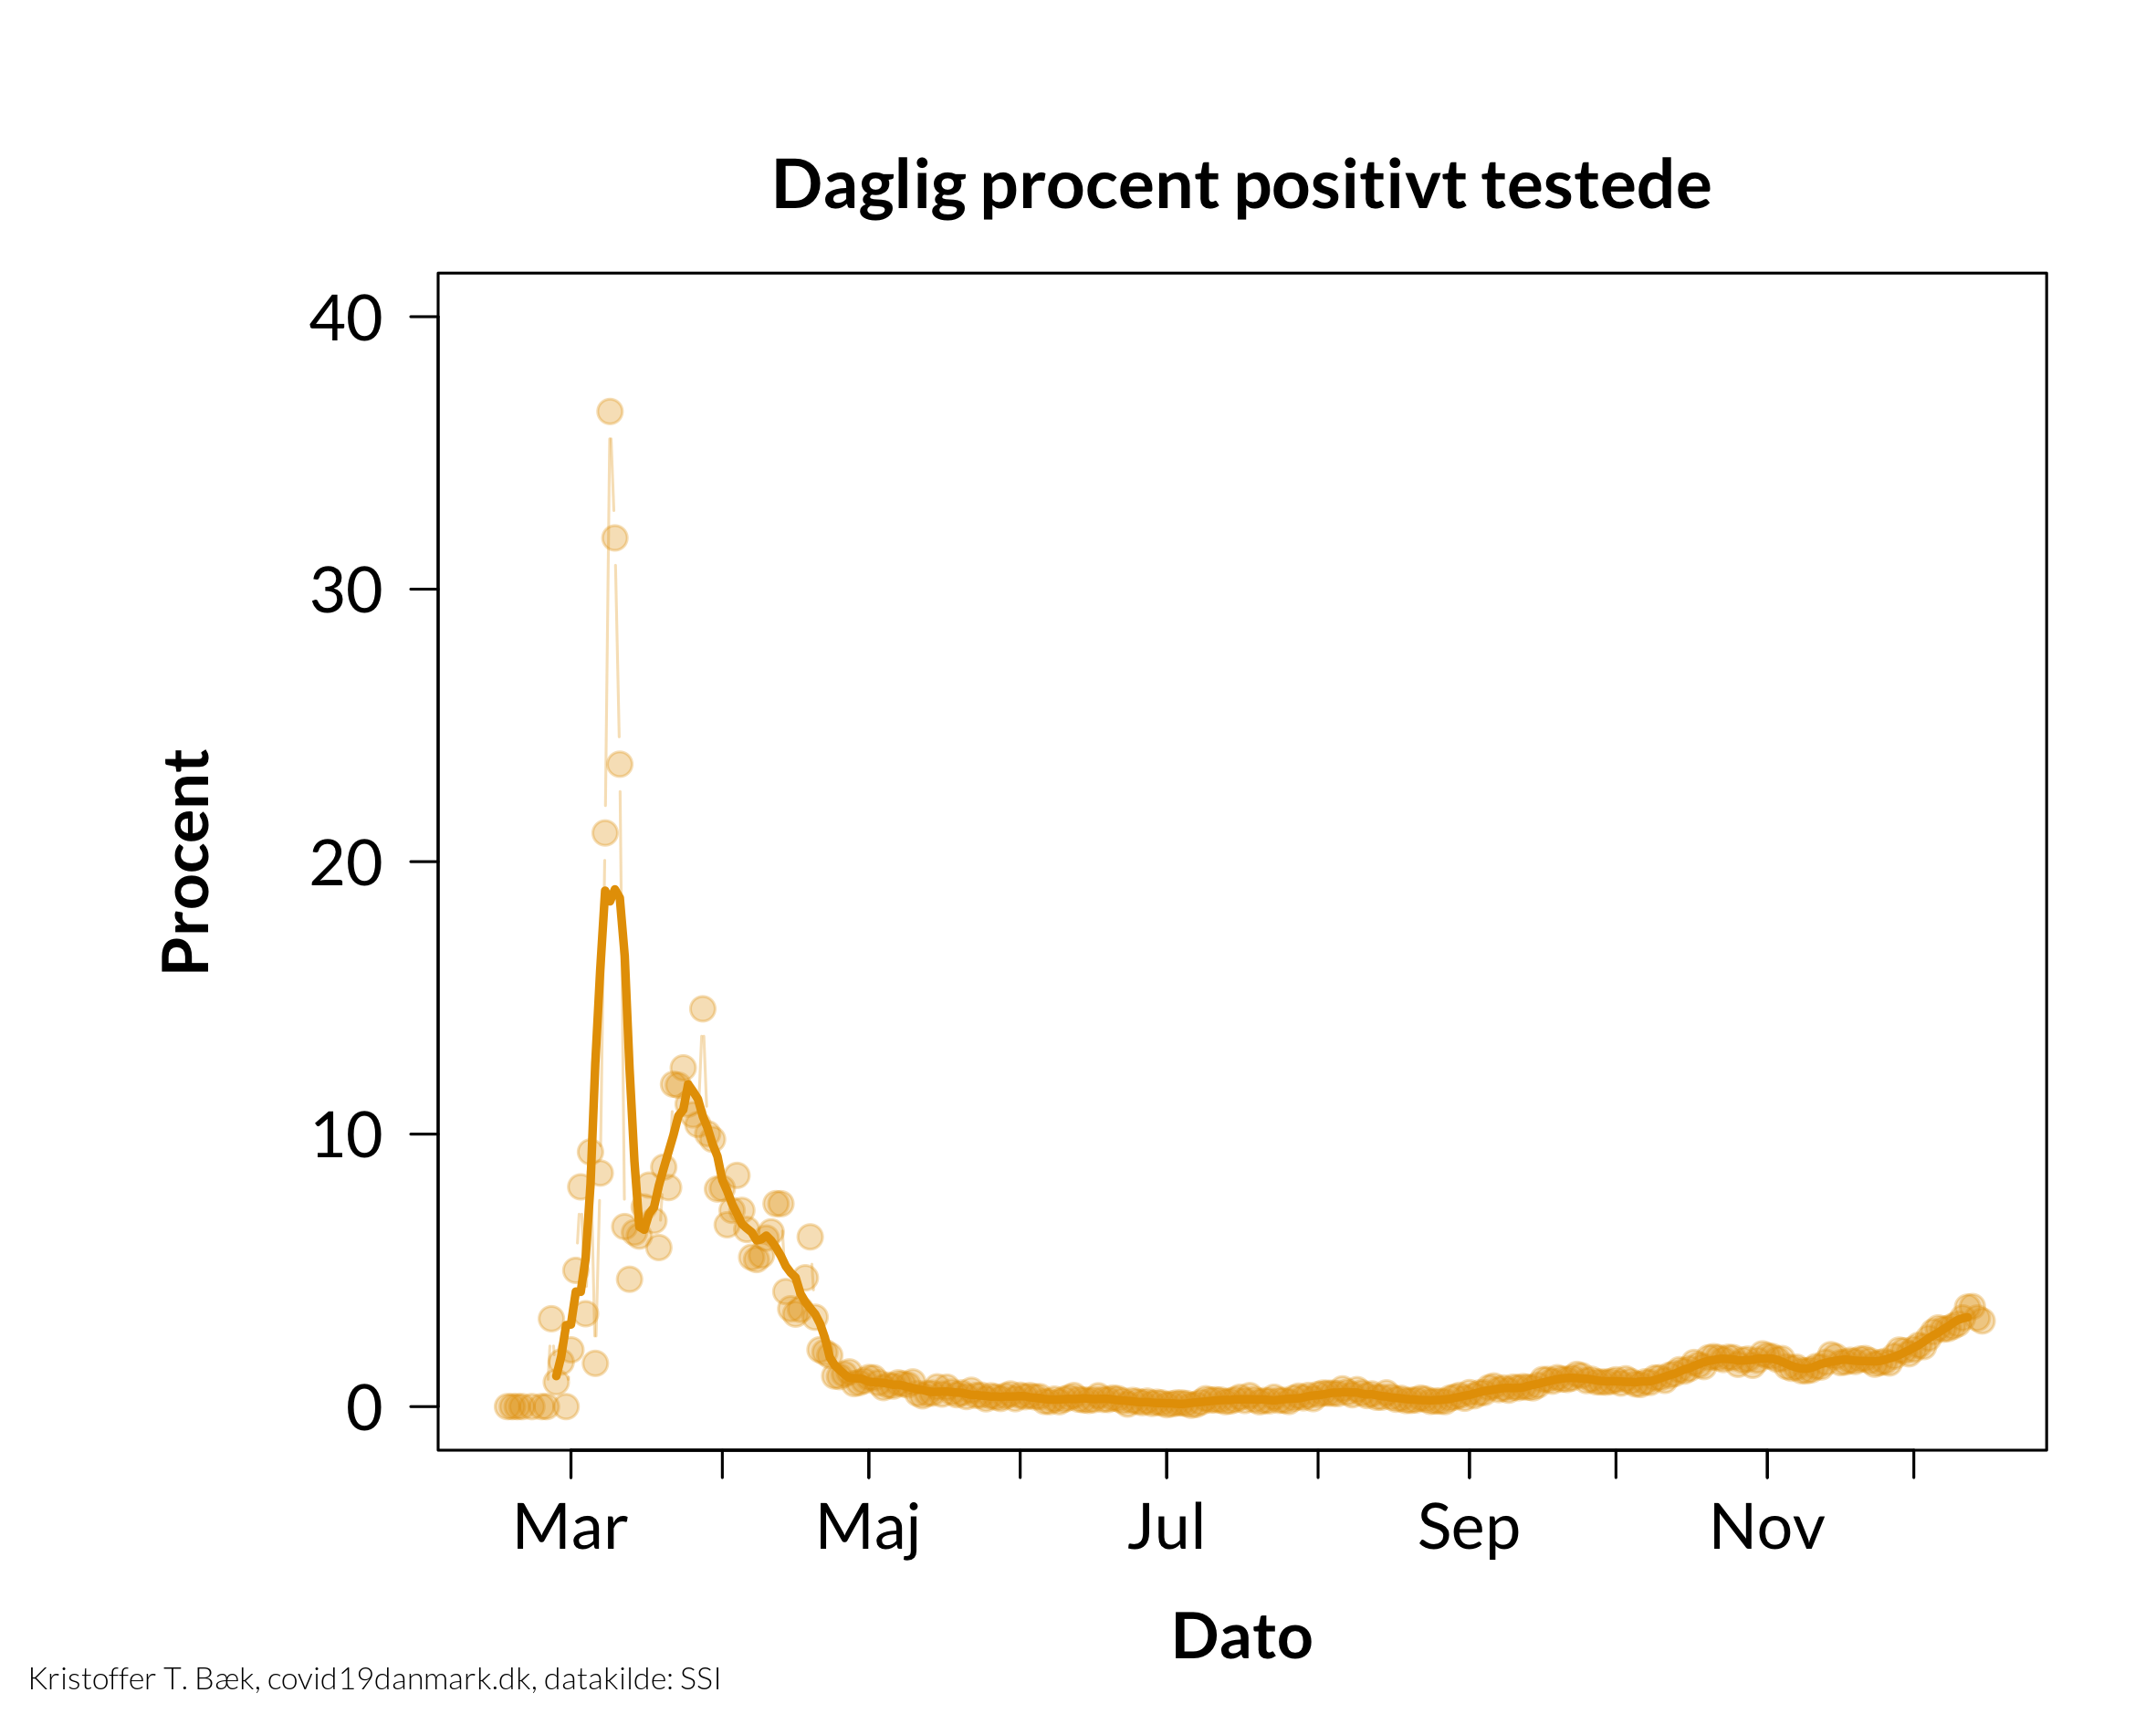 Daglig procent positivt testede
Procent
40
30
20
10
0
Mar Maj Jul Sep Nov
Dato
Kristoffer T. Bæk, covid19danmark.dk, datakilde: SSI